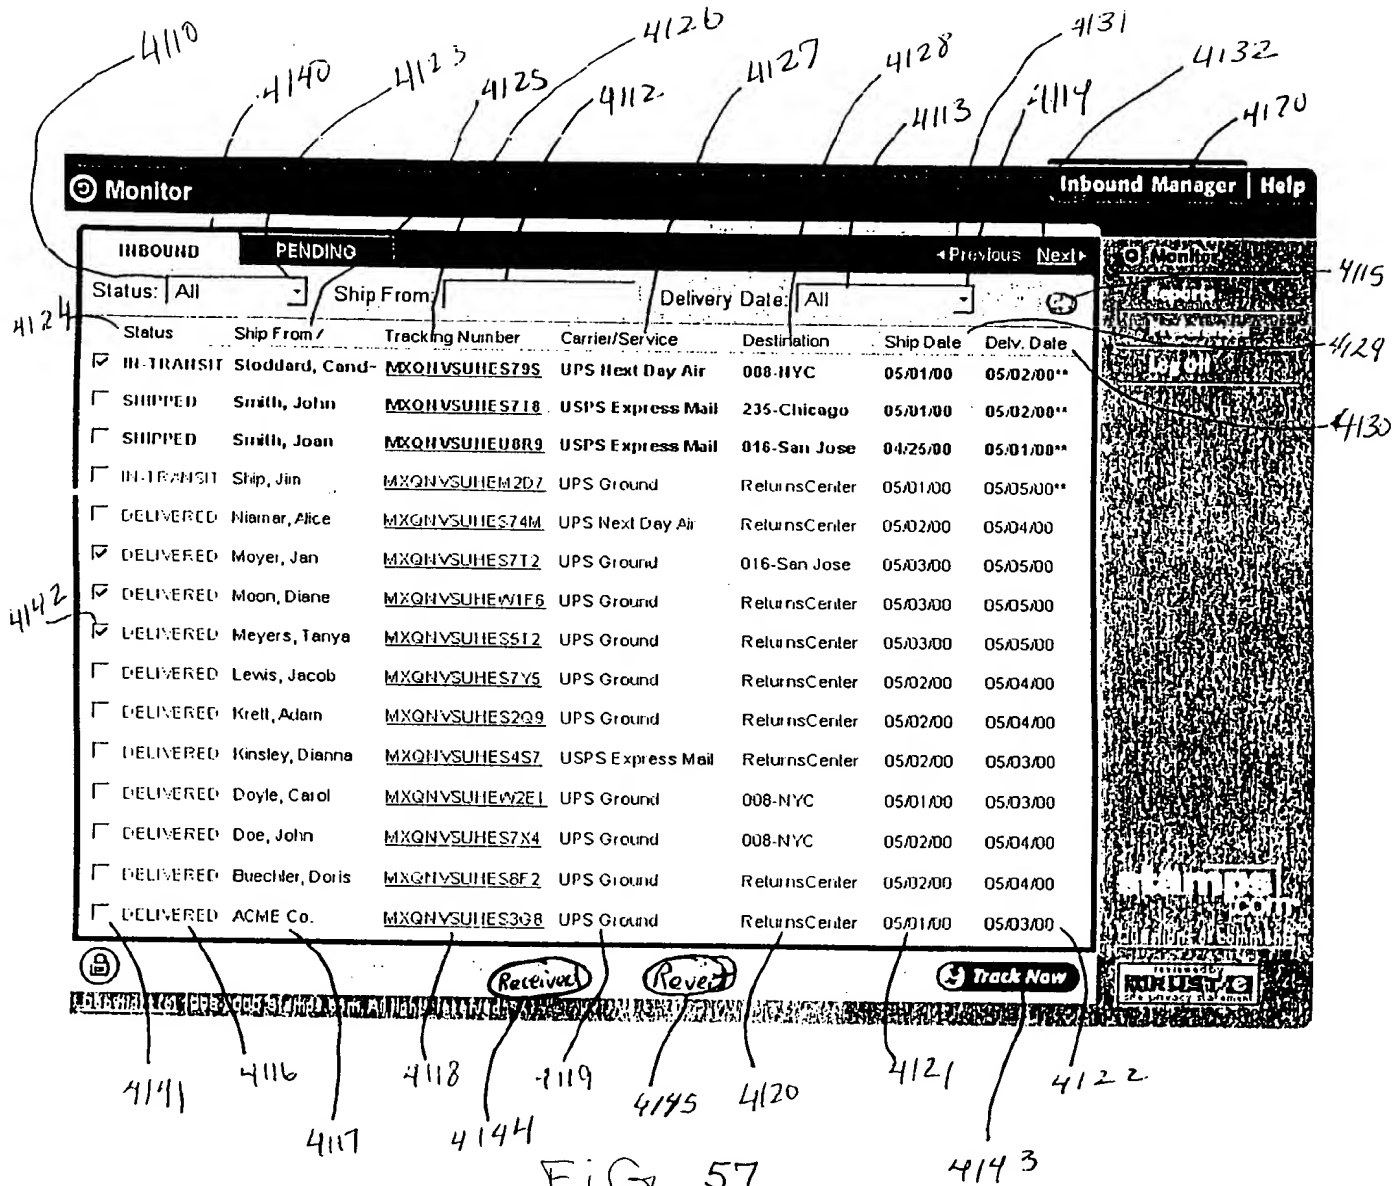 4110 4140 4123 4125 4126 4112 4127 4128 4113 4131 4114 4132 4170
Monitor Inbound Manager | Help
INBOUND PENDING Previous Next
Monitor
4115
Status: All Ship From: Delivery Date: All
4124
Status Ship From Tracking Number Carrier/Service Destination Ship Date Delv. Date
4129
Log Off
IN-TRANSIT Stoddard, Cand- MXQNVSUHES79S UPS Next Day Air 008-NYC 05/01/00 05/02/00**
SHIPPED Smith, John MXQNVSUHES718 USPS Express Mail 235-Chicago 05/01/00 05/02/00**
4130
SHIPPED Smith, Joan MXQNVSUHEU8R9 USPS Express Mail 016-San Jose 04/25/00 05/01/00**
IN-TRANSIT Ship, Jim MXQNVSUHEM2D7 UPS Ground ReturnsCenter 05/01/00 05/05/00**
DELIVERED Niamar, Alice MXQNVSUHES74M UPS Next Day Air ReturnsCenter 05/02/00 05/04/00
DELIVERED Moyer, Jan MXQNVSUHES7T2 UPS Ground 016-San Jose 05/03/00 05/05/00
DELIVERED Moon, Diane MXQNVSUHEW1F6 UPS Ground ReturnsCenter 05/03/00 05/05/00
4142
DELIVERED Meyers, Tanya MXQNVSUHES5T2 UPS Ground ReturnsCenter 05/03/00 05/05/00
DELIVERED Lewis, Jacob MXQNVSUHES7Y5 UPS Ground ReturnsCenter 05/02/00 05/04/00
DELIVERED Krett, Adam MXQNVSUHES2Q9 UPS Ground ReturnsCenter 05/02/00 05/04/00
DELIVERED Kinsley, Dianna MXQNVSUHES4S7 USPS Express Mail ReturnsCenter 05/02/00 05/03/00
DELIVERED Doyle, Carol MXQNVSUHEW2E1 UPS Ground 008-NYC 05/01/00 05/03/00
DELIVERED Doe, John MXQNVSUHES7X4 UPS Ground 008-NYC 05/02/00 05/04/00
DELIVERED Buechler, Doris MXQNVSUHES8F2 UPS Ground ReturnsCenter 05/02/00 05/04/00
stamps.com
DELIVERED ACME Co. MXQNVSUHES3G8 UPS Ground ReturnsCenter 05/01/00 05/03/00
Received Revert Track Now
reviewed by
TRUSTe
site privacy statement
4141 4116 4117 4118 4144 4119 4145 4120 4121 4143 4122
FiG 57